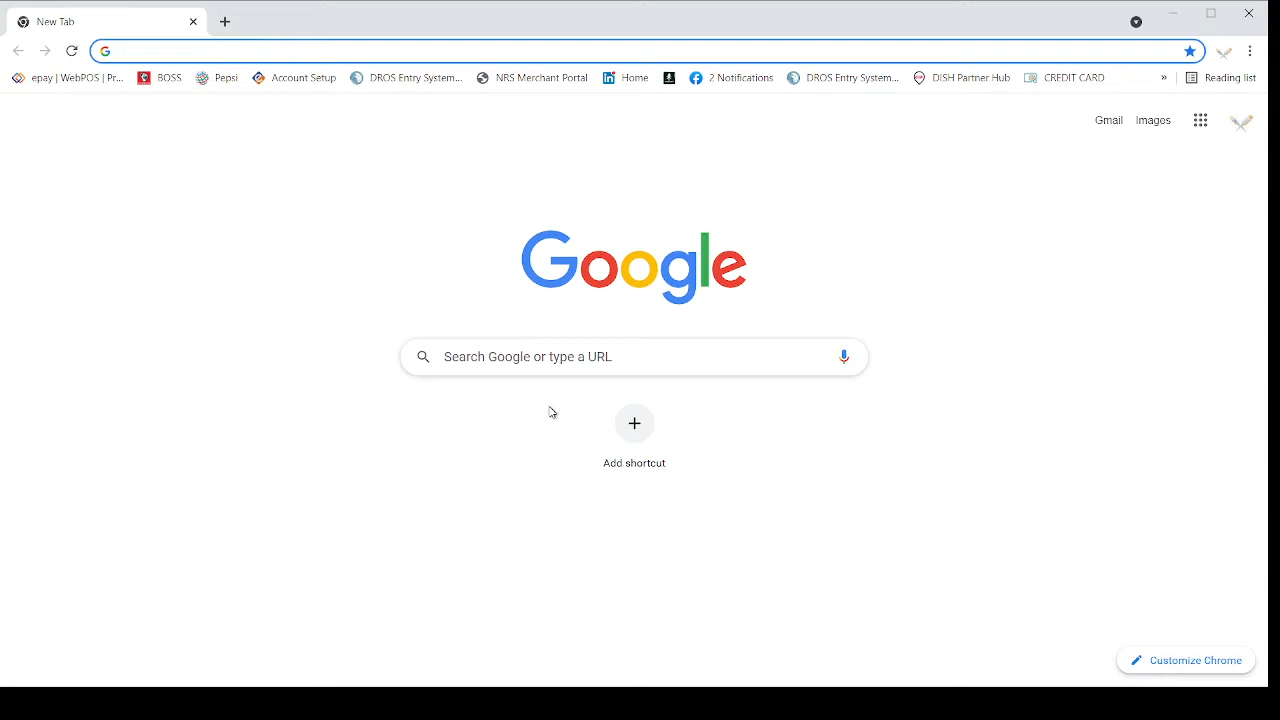 New Tab
epay | WebPOS | Pr...
BOSS
Pepsi
Account Setup
DROS Entry System...
NRS Merchant Portal
Home
2 Notifications
DROS Entry System...
DISH Partner Hub
CREDIT CARD
»
Reading list
Gmail
Images
Google
Search Google or type a URL
Add shortcut
Customize Chrome